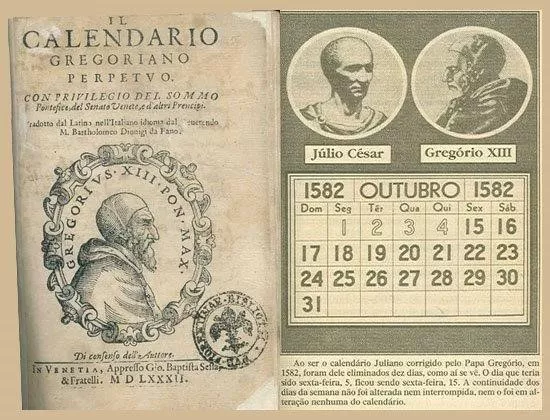 IL
CALENDARIO
GREGORIANO
PERPETVO.
CON PRIVILEGIO DEL SOMMO
Pontefice, del Senato Veneto, e d'altri Prencipi.
radotto dal Latino nell'Italiano idioma dal uerendo
M. Bartholomeo Dionigi da Fano.
GREGORIVS. XIII. PON. MAX.
Di consenso dell'Auttore.
IN VENETIA, Appresso Gio. Battista Sessa,
& Fratelli. M D LXXXII.
Júlio César Gregório XIII
1582 OUTUBRO 1582
Dom Seg Têr Qua Qui Sex Sáb
1 2 3 4 15 16
17 18 19 20 21 22 23
24 25 26 27 28 29 30
31
Ao ser o calendário Juliano corrigido pelo Papa Gregório, em
1582, foram dele eliminados dez dias, como aí se vê. O dia que teria
sido sexta-feira, 5, ficou sendo sexta-feira, 15. A continuidade dos
dias da semana não foi alterada nem interrompida, nem o foi em al-
teração nenhuma do calendário.